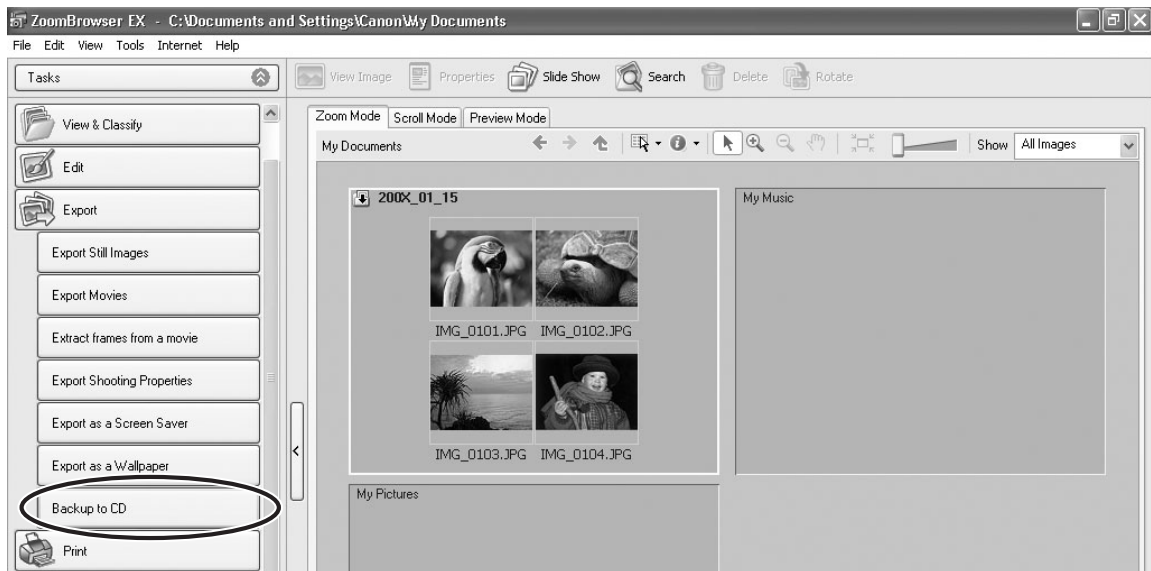 ZoomBrowser EX - C:\Documents and Settings\Canon\My Documents
File Edit View Tools Internet Help
Tasks
View Image Properties Slide Show Search Delete Rotate
View & Classify
Edit
Export
Export Still Images
Export Movies
Extract frames from a movie
Export Shooting Properties
Export as a Screen Saver
Export as a Wallpaper
Backup to CD
Print
Zoom Mode Scroll Mode Preview Mode
My Documents Show All Images
200X_01_15
IMG_0101.JPG IMG_0102.JPG
IMG_0103.JPG IMG_0104.JPG
My Music
My Pictures